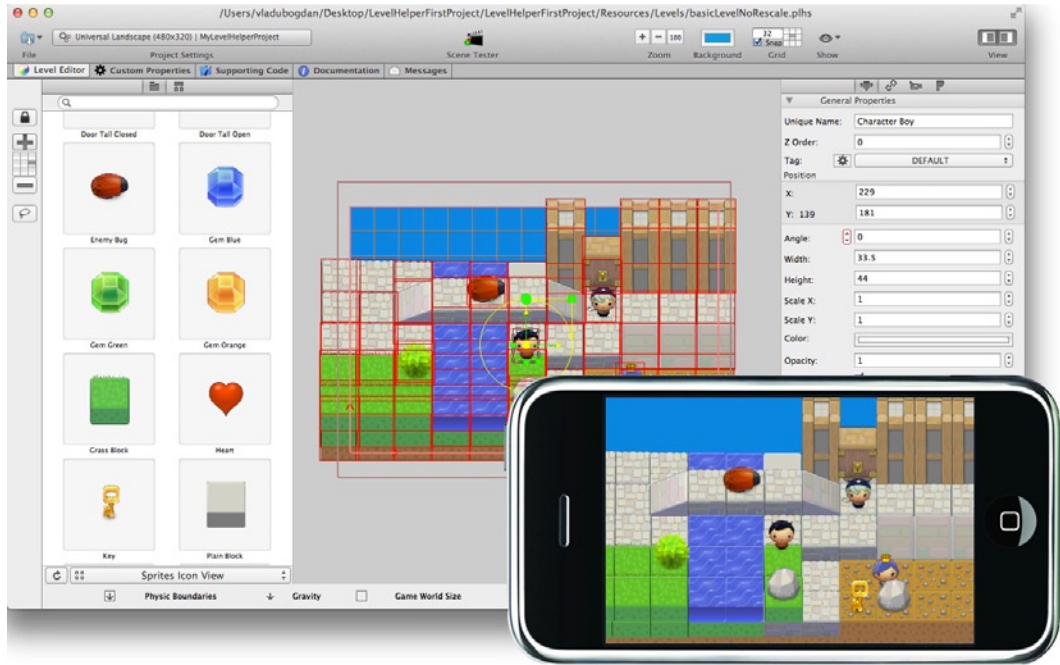 /Users/vladubogdan/Desktop/LevelHelperFirstProject/LevelHelperFirstProject/Resources/Levels/basicLevelNoRescale.plhs
Universal Landscape (480x320) | MyLevelHelperProject
+ − 100
32
Snap
File
Project Settings
Scene Tester
Zoom
Background
Grid
Show
View
Level Editor
Custom Properties
Supporting Code
Documentation
Messages
General Properties
Unique Name: Character Boy
Z Order: 0
Tag: DEFAULT
Position
X: 229
Y: 139 181
Angle: 0
Width: 33.5
Height: 44
Scale X: 1
Scale Y: 1
Color:
Opacity: 1
Door Tall Closed
Door Tall Open
Enemy Bug
Gem Blue
Gem Green
Gem Orange
Grass Block
Heart
Key
Plain Block
Sprites Icon View
Physic Boundaries
Gravity
Game World Size